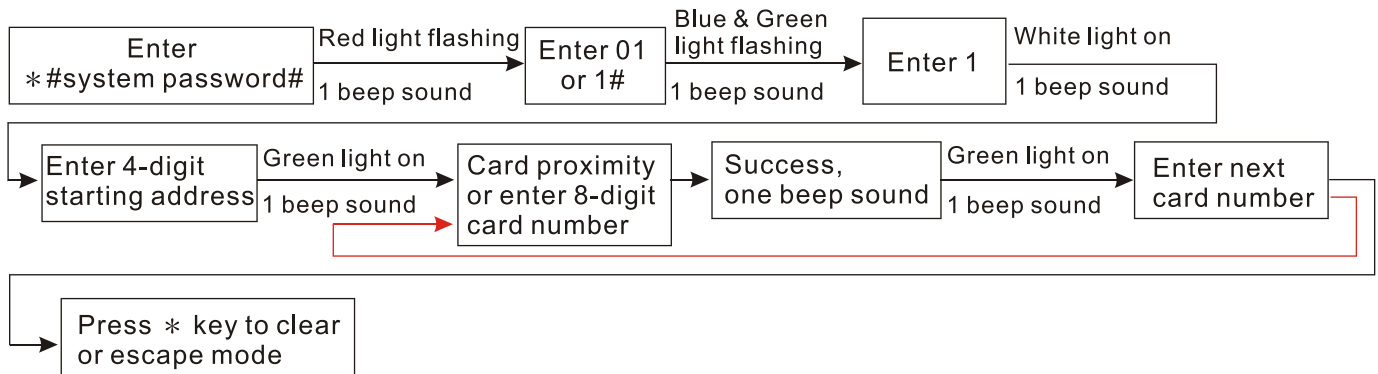 Enter
*#system password#
Red light flashing
1 beep sound
Enter 01
or 1#
Blue & Green
light flashing
1 beep sound
Enter 1
White light on
1 beep sound
Enter 4-digit
starting address
Green light on
1 beep sound
Card proximity
or enter 8-digit
card number
Success,
one beep sound
Green light on
1 beep sound
Enter next
card number
Press * key to clear
or escape mode